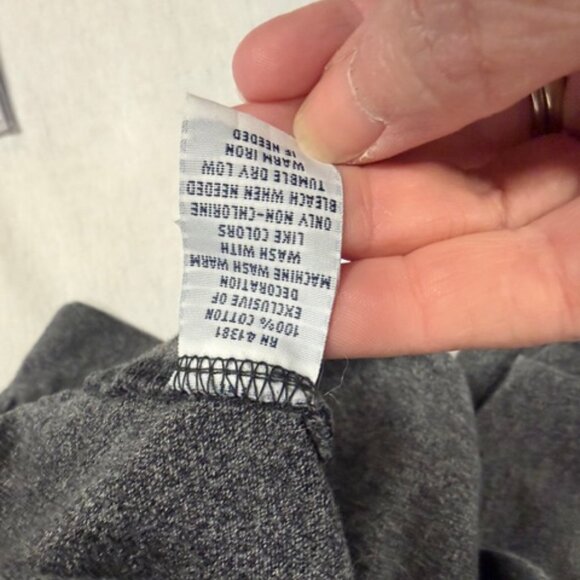 RN 41381
100% COTTON
EXCLUSIVE OF
DECORATION
MACHINE WASH WARM
WASH WITH
LIKE COLORS
ONLY NON-CHLORINE
BLEACH WHEN NEEDED
TUMBLE DRY LOW
WARM IRON
IF NEEDED